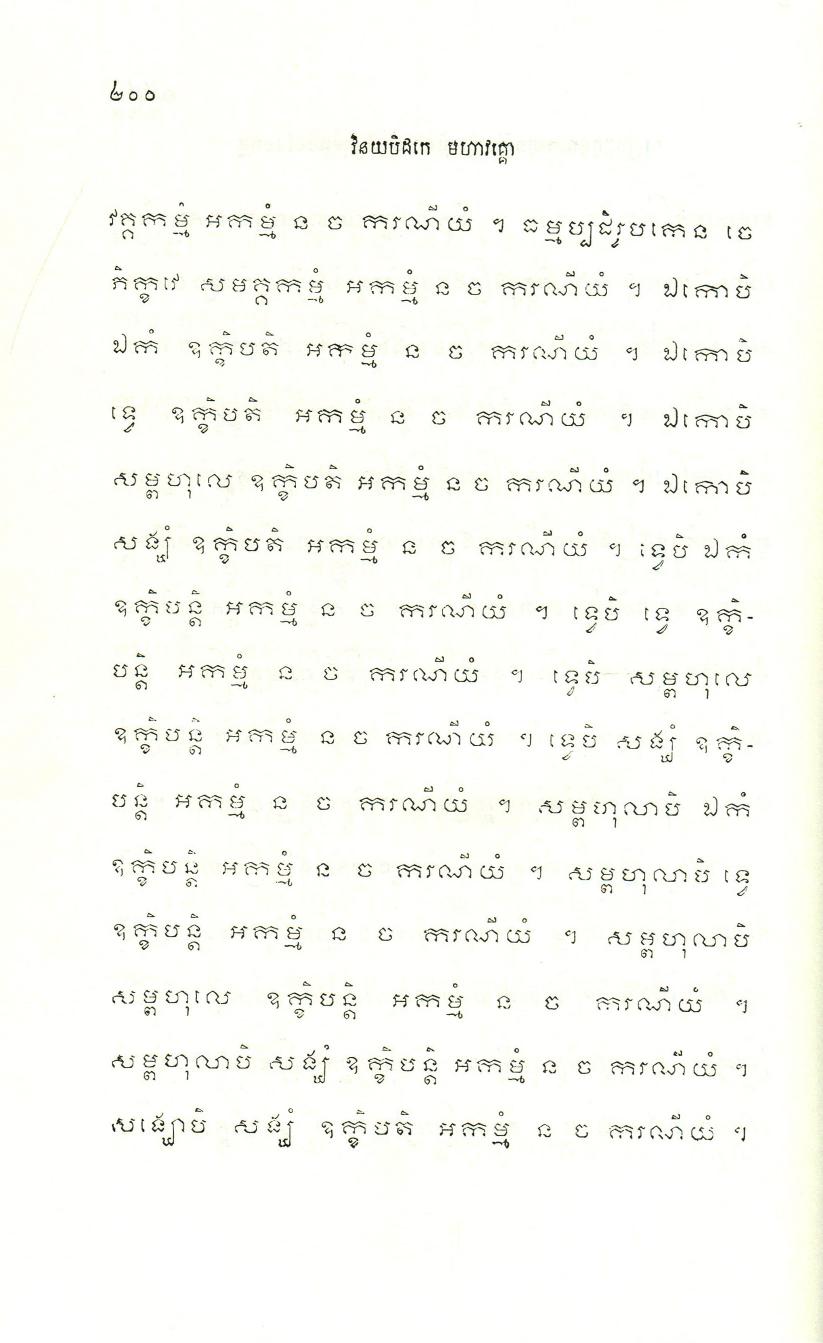 ៤០០
វិនយបិដកេ មហាវគ្គោ
វគ្គកម្មំ អកម្មំ ន ច ករណីយំ ។ ធម្មប្បដិរូបកេន ចេ
ភិក្ខវេ សមគ្គកម្មំ អកម្មំ ន ច ករណីយំ ។ ឯកោបិ
ឯកំ ឧក្ខិបតិ អកម្មំ ន ច ករណីយំ ។ ឯកោបិ
ទ្វេ ឧក្ខិបតិ អកម្មំ ន ច ករណីយំ ។ ឯកោបិ
សម្ពហុលេ ឧក្ខិបតិ អកម្មំ ន ច ករណីយំ ។ ឯកោបិ
សង្ឃំ ឧក្ខិបតិ អកម្មំ ន ច ករណីយំ ។ ទ្វេបិ ឯកំ
ឧក្ខិបន្តិ អកម្មំ ន ច ករណីយំ ។ ទ្វេបិ ទ្វេ ឧក្ខិ-
បន្តិ អកម្មំ ន ច ករណីយំ ។ ទ្វេបិ សម្ពហុលេ
ឧក្ខិបន្តិ អកម្មំ ន ច ករណីយំ ។ ទ្វេបិ សង្ឃំ ឧក្ខិ-
បន្តិ អកម្មំ ន ច ករណីយំ ។ សម្ពហុលាបិ ឯកំ
ឧក្ខិបន្តិ អកម្មំ ន ច ករណីយំ ។ សម្ពហុលាបិ ទ្វេ
ឧក្ខិបន្តិ អកម្មំ ន ច ករណីយំ ។ សម្ពហុលាបិ
សម្ពហុលេ ឧក្ខិបន្តិ អកម្មំ ន ច ករណីយំ ។
សម្ពហុលាបិ សង្ឃំ ឧក្ខិបន្តិ អកម្មំ ន ច ករណីយំ ។
សង្ឃោបិ សង្ឃំ ឧក្ខិបតិ អកម្មំ ន ច ករណីយំ ។